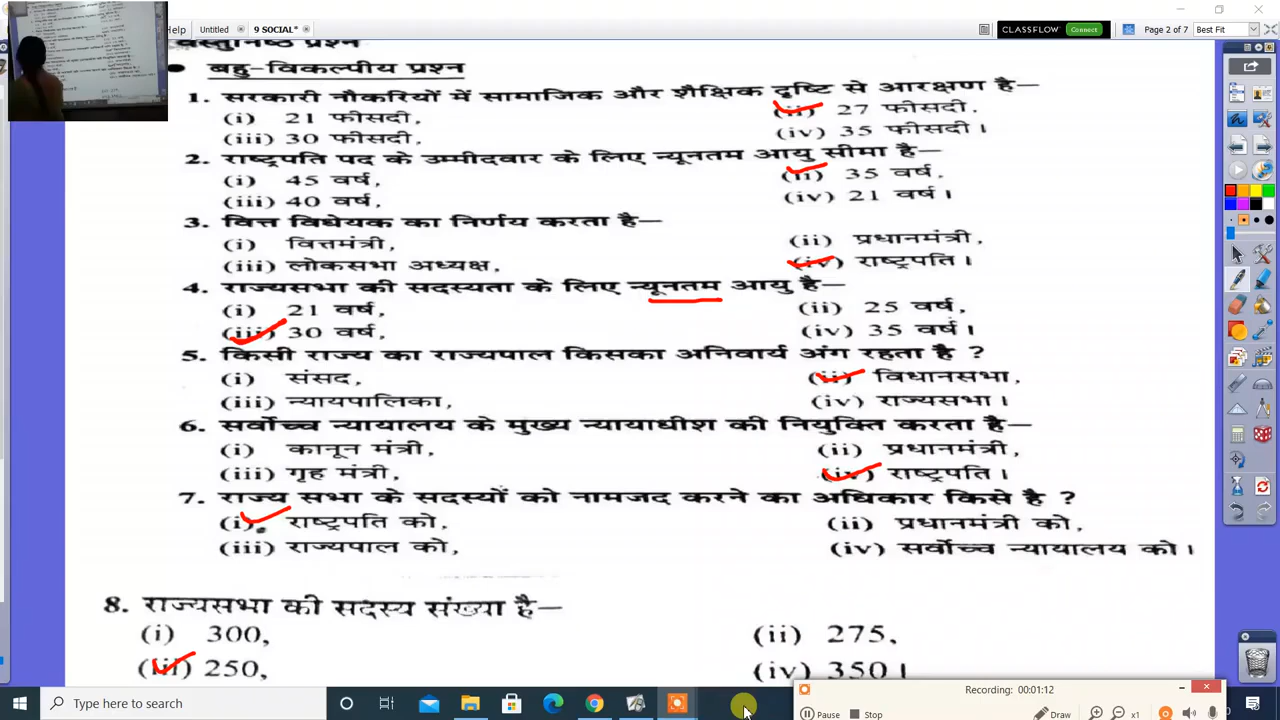 Help
Untitled
9 SOCIAL*
CLASSFLOW
Connect
Page 2 of 7
Best Fit
वस्तुनिष्ठ प्रश्न
● बहु-विकल्पीय प्रश्न
1. सरकारी नौकरियों में सामाजिक और शैक्षिक दृष्टि से आरक्षण है—
(i) 21 फीसदी, (ii) 27 फीसदी.
(iii) 30 फीसदी, (iv) 35 फीसदी।
2. राष्ट्रपति पद के उम्मीदवार के लिए न्यूनतम आयु सीमा है—
(i) 45 वर्ष, (ii) 35 वर्ष,
(iii) 40 वर्ष, (iv) 21 वर्ष।
3. वित्त विधेयक का निर्णय करता है—
(i) वित्तमंत्री, (ii) प्रधानमंत्री,
(iii) लोकसभा अध्यक्ष, (iv) राष्ट्रपति।
4. राज्यसभा की सदस्यता के लिए न्यूनतम आयु है—
(i) 21 वर्ष, (ii) 25 वर्ष,
(iii) 30 वर्ष, (iv) 35 वर्ष।
5. किसी राज्य का राज्यपाल किसका अनिवार्य अंग रहता है ?
(i) संसद, (ii) विधानसभा,
(iii) न्यायपालिका, (iv) राज्यसभा।
6. सर्वोच्च न्यायालय के मुख्य न्यायाधीश की नियुक्ति करता है—
(i) कानून मंत्री, (ii) प्रधानमंत्री,
(iii) गृह मंत्री, (iv) राष्ट्रपति।
7. राज्य सभा के सदस्यों को नामजद करने का अधिकार किसे है ?
(i) राष्ट्रपति को, (ii) प्रधानमंत्री को,
(iii) राज्यपाल को, (iv) सर्वोच्च न्यायालय को।
8. राज्यसभा की सदस्य संख्या है—
(i) 300, (ii) 275,
(iii) 250, (iv) 350।
Type here to search
Recording: 00:01:12
Pause
Stop
Draw
x1